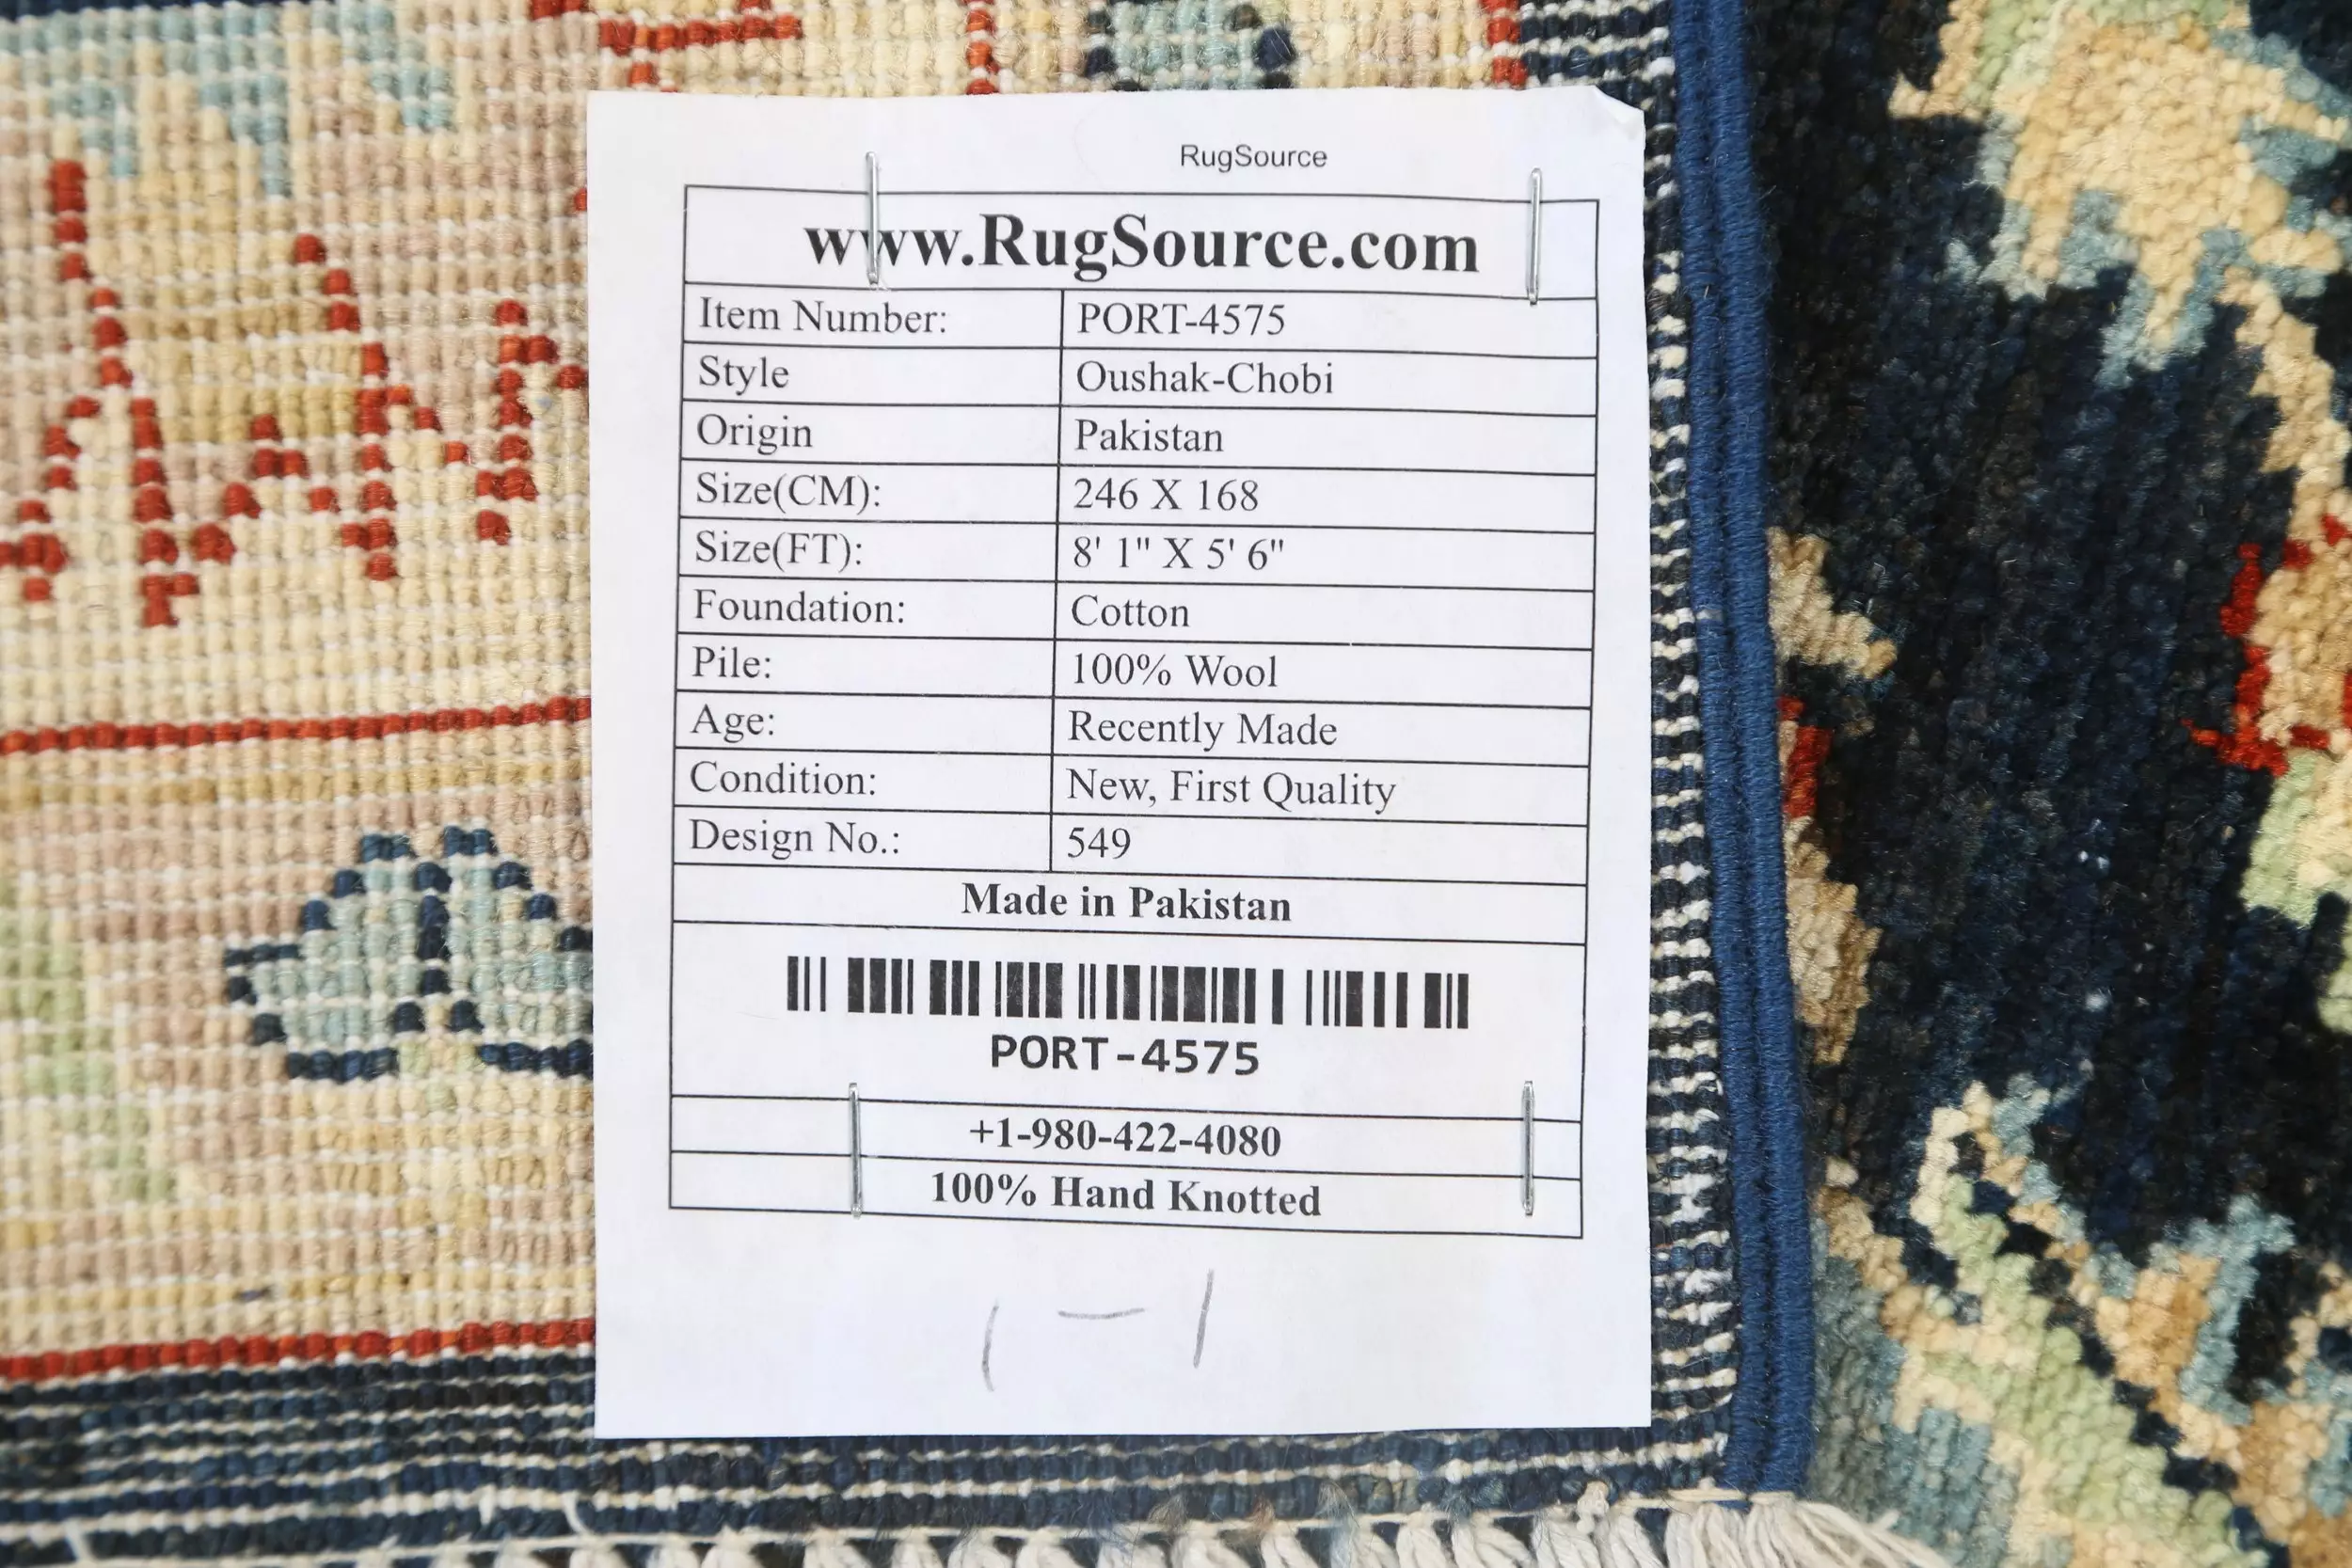 RugSource
www.RugSource.com
Item Number: PORT-4575
Style Oushak-Chobi
Origin Pakistan
Size(CM): 246 X 168
Size(FT): 8' 1" X 5' 6"
Foundation: Cotton
Pile: 100% Wool
Age: Recently Made
Condition: New, First Quality
Design No.: 549
Made in Pakistan
PORT-4575
+1-980-422-4080
100% Hand Knotted
1-1